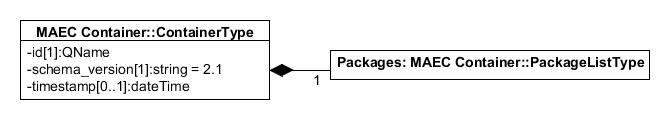 MAEC Container::ContainerType
-id[1]:QName
-schema_version[1]:string = 2.1
-timestamp[0..1]:dateTime
Packages: MAEC Container::PackageListType
1